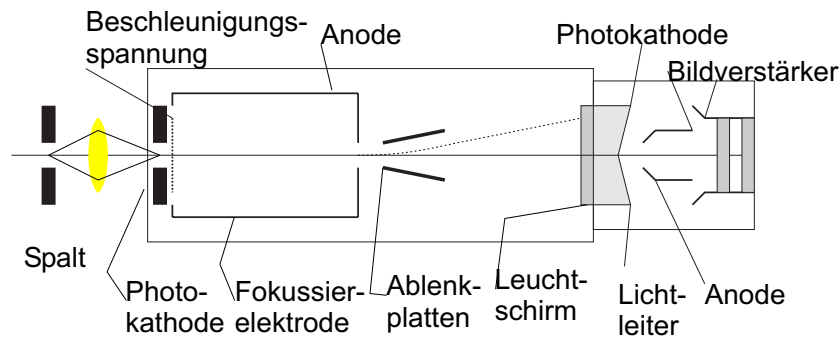 Beschleunigungs-
spannung
Anode
Photokathode
Bildverstärker
Spalt
Photo-
kathode
Fokussier-
elektrode
Ablenk-
platten
Leucht-
schirm
Licht-
leiter
Anode